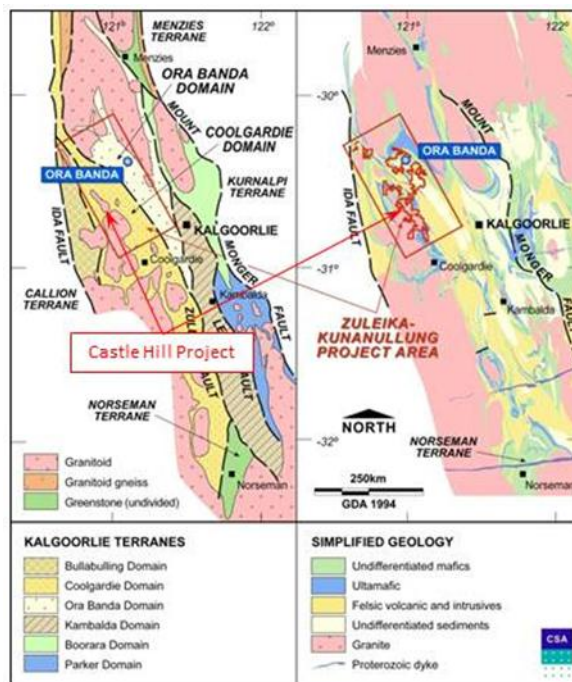 121°
122°
MENZIES
TERRANE
Menzies
ORA BANDA
DOMAIN
COOLGARDIE
DOMAIN
MOUNT
ORA BANDA
KURNALPI
TERRANE
KALGOORLIE
IDA FAULT
Coolgardie
MONGER
CALLION
TERRANE
Kambalda
FAULT
Castle Hill Project
FAULT
NORSEMAN
TERRANE
Norseman
Granitoid
Granitoid gneiss
Greenstone (undivided)
121°
122°
Menzies
-30°
MOUNT
ORA BANDA
IDA FAULT
KALGOORLIE
-31°
Coolgardie
MONGER
Kambalda
FAULT
ZULEIKA-
KUNANULLUNG
PROJECT AREA
NORTH
-32°
250km
GDA 1994
NORSEMAN
TERRANE
Norseman
KALGOORLIE TERRANES
Bullabulling Domain
Coolgardie Domain
Ora Banda Domain
Kambalda Domain
Boorara Domain
Parker Domain
SIMPLIFIED GEOLOGY
Undifferentiated mafics
Ultamafic
Felsic volcanic and intrusives
Undifferentiated sediments
Granite
Proterozoic dyke
CSA